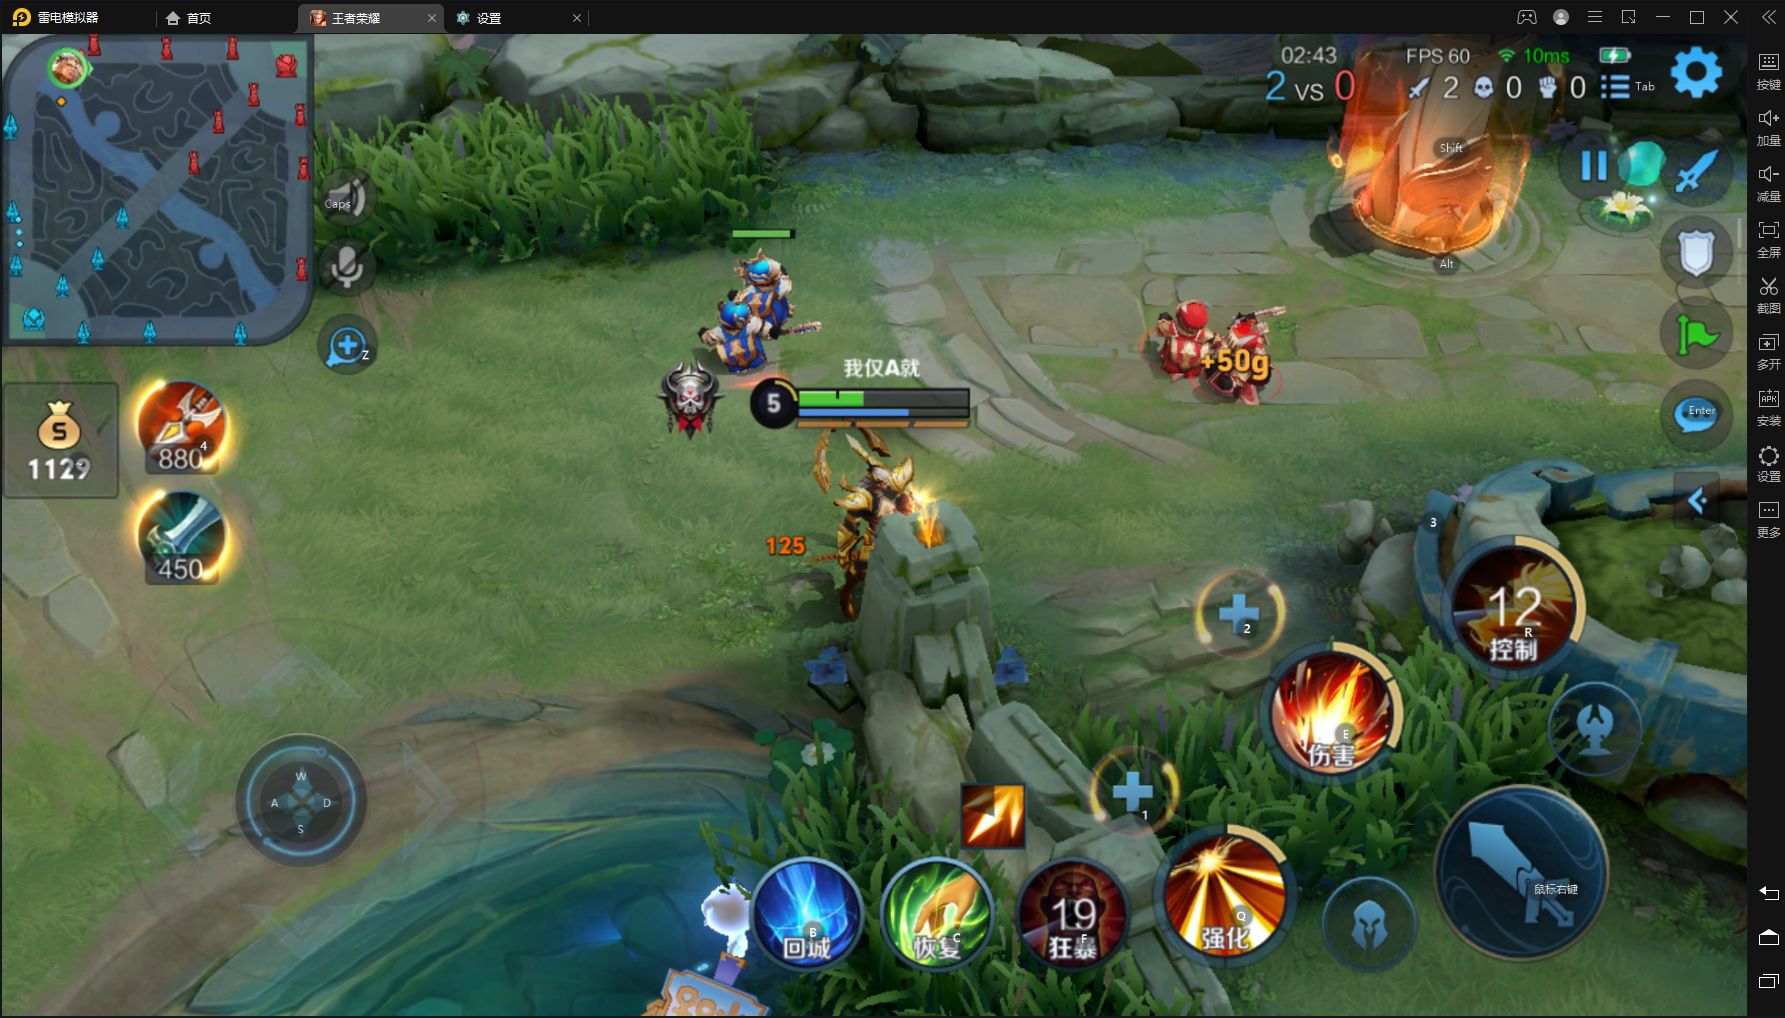 雷电模拟器
首页
王者荣耀
设置
02:43
FPS 60
10ms
2 VS 0
2
0
0
Tab
Shift
Alt
Caps
Z
Enter
1129
880
4
450
我仅A就
5
+50g
125
3
2
1
12
R
控制
E
伤害
Q
强化
19
F
狂暴
C
恢复
B
回城
鼠标右键
W
A
D
S
按键
加量
减量
全屏
截图
多开
APK
安装
设置
更多